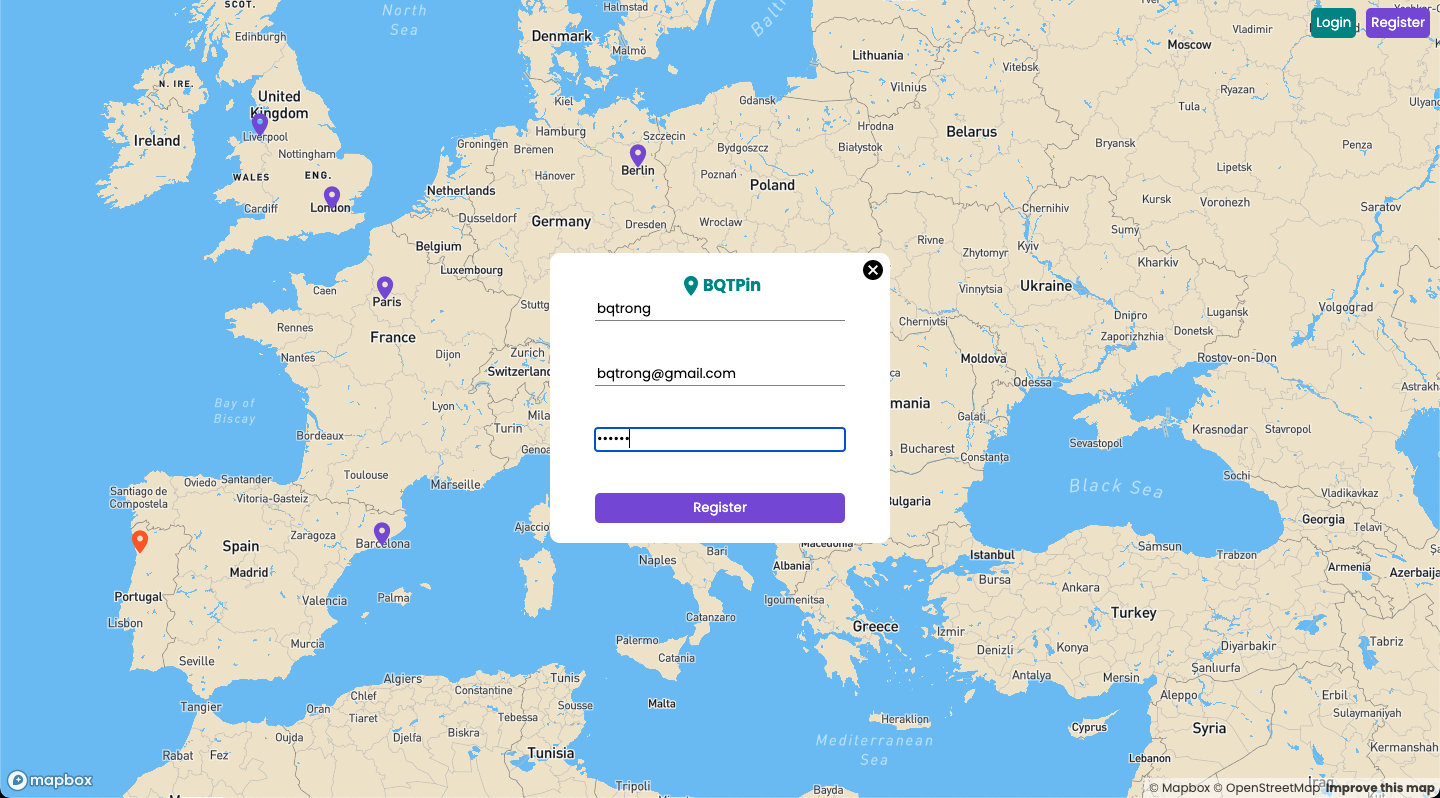 SCOT.
North
Sea
Halmstad
Moscow
Edinburgh
Denmark
Malmö
Baltі
Lithuania
Vladimir
Login
Register
Vitebsk
N. IRE.
United
Kingdom
Kiel
Gdansk
Vilnius
Ryazan
Tula
Ulyano
Ireland
Liverpool
Hamburg
Szczecin
Hrodna
Belarus
Groningen
Bremen
Bydgoszcz
Białystok
Bryansk
Penza
Nottingham
Berlin
Lipetsk
WALES
ENG.
Hanover
Poznań
Poland
Netherlands
Kursk
Voronezh
Cardiff
London
Dusseldorf
Germany
Dresden
Wroclaw
Chernihiv
Saratov
Sumy
Belgium
Rivne
Zhytomyr
Kyiv
Kharkiv
Luxembourg
Caen
Paris
Stuttg
Vinnytsia
Ukraine
Volgograd
Rennes
France
Chernivtsi
Dnipro
Lugansk
Zaporizhzhia
Donetsk
Nantes
Dijon
Zurich
Switzerland
Moldova
Rostov-on-Don
Odessa
Astrakh
Bay of
Biscay
Lyon
Mila
Turin
mania
Galați
Bordeaux
Genoa
Krasnodar
Stavropol
Sevastopol
Bucharest
Constanța
Toulouse
Oviedo
Santander
Marseille
Sochi
Santiago de
Compostela
Vitoria-Gasteiz
Black Sea
Vladikavkaz
Bulgaria
Georgia
Telavi
Zaragoza
Ajaccio
Barcelona
Spain
Madrid
Bari
Macedonia
Istanbul
Samsun
Trabzon
Naples
Albania
Armenia
Azerbaija
Bursa
Ankara
Portugal
Valencia
Palma
Igoumenitsa
Turkey
Lisbon
Catanzaro
Greece
Izmir
Murcia
Palermo
Catania
Denizli
Konya
Diyarbakir
Tabriz
Seville
Şanlıurfa
Algiers
Tunis
Antalya
Mersin
Chlef
Constantine
Aleppo
Erbil
Tangier
Oran
Tiaret
Tebessa
Sousse
Malta
Heraklion
Cyprus
Syria
Sulaymaniyah
Oujda
Djelfa
Biskra
Rabat
Fez
Tunisia
Mediterranean
Sea
Lebanon
Kermanshah
Tripoli
Bayda
Iraq
BQTPin
bqtrong
bqtrong@gmail.com
••••••
Register
mapbox
© Mapbox © OpenStreetMap Improve this map